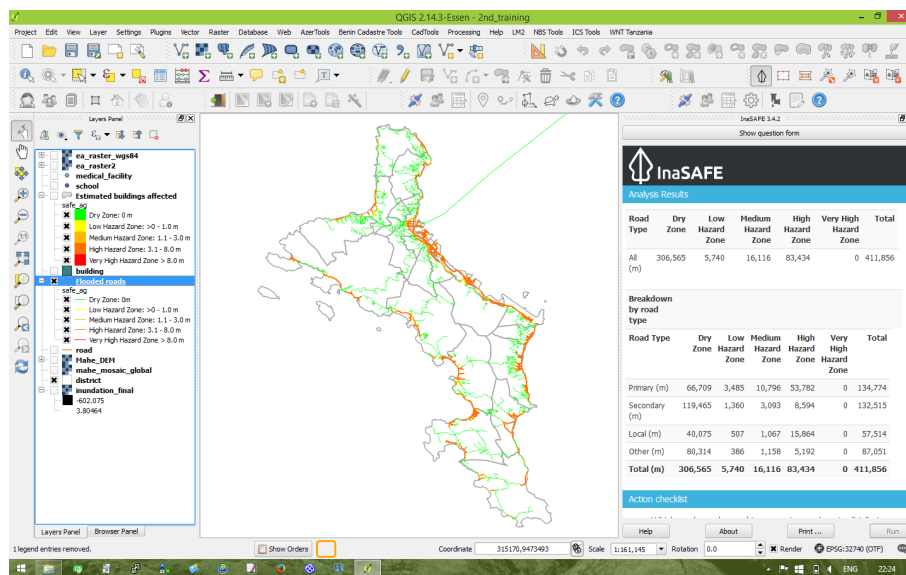 QGIS 2.14.3-Essen - 2nd_training
Project Edit View Layer Settings Plugins Vector Raster Database Web AzerTools Benin Cadastre Tools CadTools Processing Help LM2 NBS Tools ICS Tools WNT Tanzania
Layers Panel
ea_raster_wgs84
ea_raster2
medical_facility
school
Estimated buildings affected
safe_ag
Dry Zone: 0 m
Low Hazard Zone: >0 - 1.0 m
Medium Hazard Zone: 1.1 - 3.0 m
High Hazard Zone: 3.1 - 8.0 m
Very High Hazard Zone > 8.0 m
building
Flooded roads
safe_ag
Dry Zone: 0m
Low Hazard Zone: >0 - 1.0 m
Medium Hazard Zone: 1.1 - 3.0 m
High Hazard Zone: 3.1 - 8.0 m
Very High Hazard Zone > 8.0 m
road
Mahe_DEM
mahe_mosaic_global
district
inundation_final
-602.075
3.80464
Layers Panel Browser Panel
InaSAFE 3.4.2
Show question form
InaSAFE
Analysis Results
Road Type Dry Zone Low Hazard Zone Medium Hazard Zone High Hazard Zone Very High Hazard Zone Total
All (m) 306,565 5,740 16,116 83,434 0 411,856
Breakdown by road type
Road Type Dry Zone Low Hazard Zone Medium Hazard Zone High Hazard Zone Very High Hazard Zone Total
Primary (m) 66,709 3,485 10,796 53,782 0 134,774
Secondary (m) 119,465 1,360 3,093 8,594 0 132,515
Local (m) 40,075 507 1,067 15,864 0 57,514
Other (m) 80,314 386 1,158 5,192 0 87,051
Total (m) 306,565 5,740 16,116 83,434 0 411,856
Action checklist
Help About Print ... Run
1 legend entries removed. Show Orders Coordinate 315170,9473493 Scale 1:161,145 Rotation 0.0 Render EPSG:32740 (OTF)
ENG 22:24